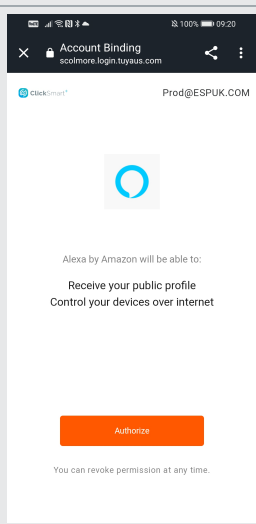 100% 09:20
Account Binding
scolmore.login.tuyaus.com
ClickSmart+
Prod@ESPUK.COM
Alexa by Amazon will be able to:
Receive your public profile
Control your devices over internet
Authorize
You can revoke permission at any time.